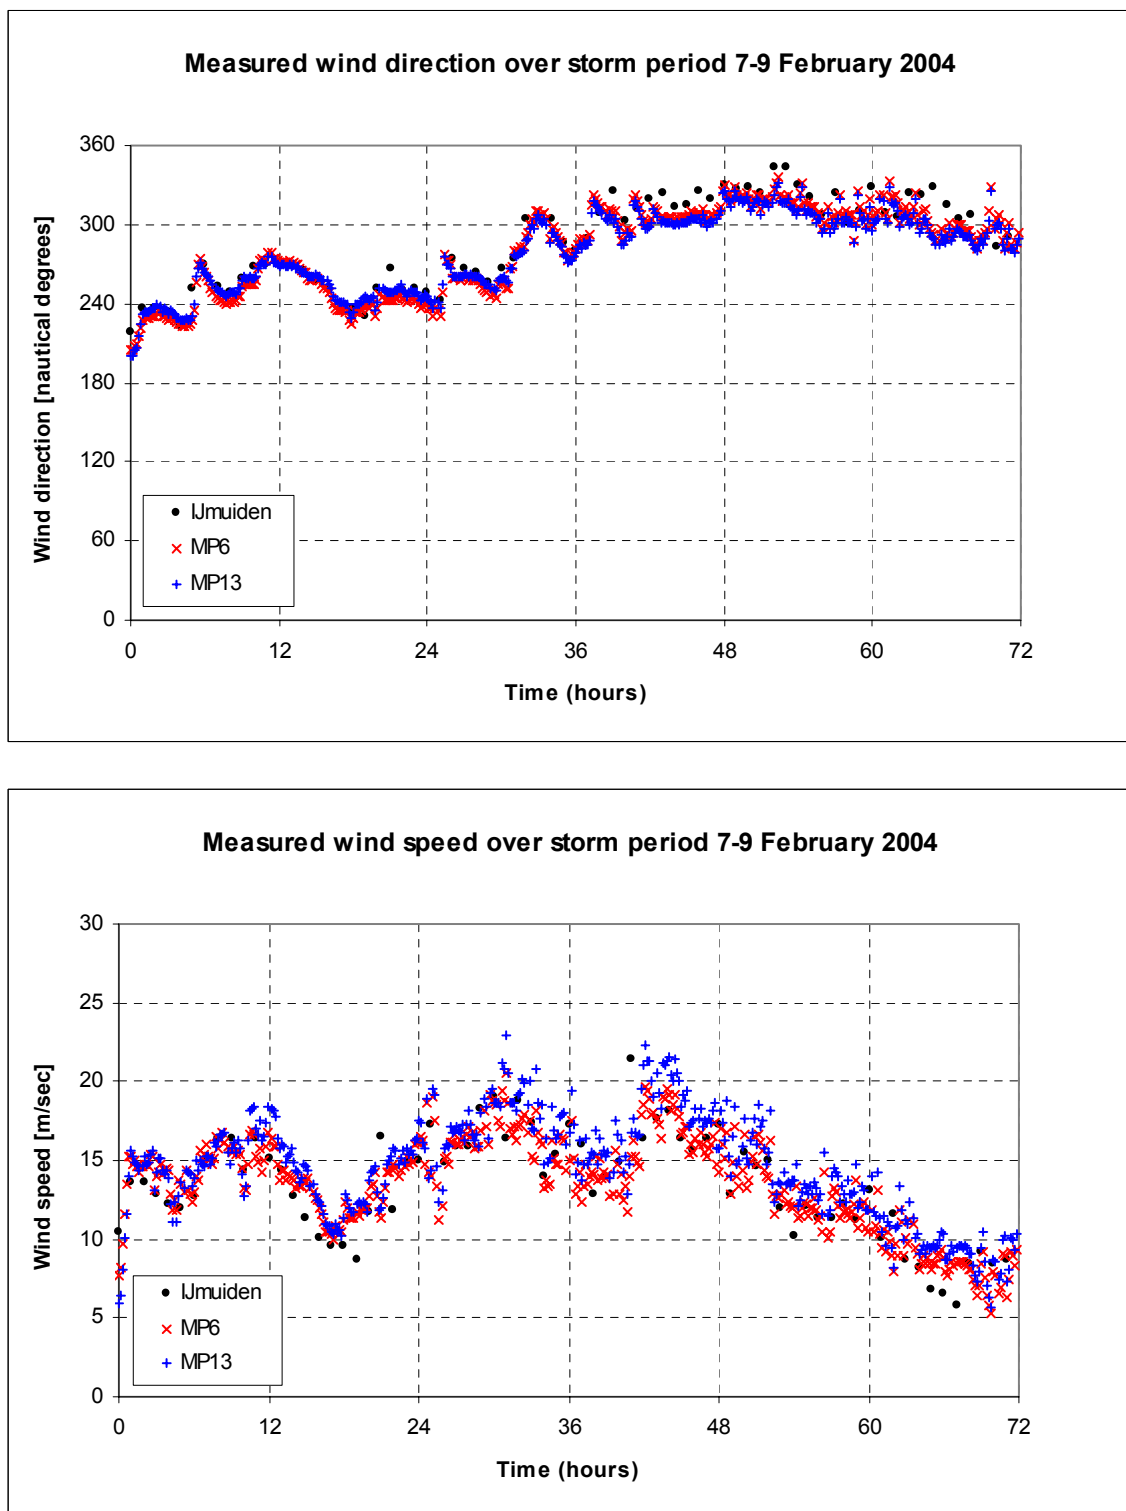 Measured wind direction over storm period 7-9 February 2004
360
300
240
180
120
60
0
Wind direction [nautical degrees]
IJmuiden
MP6
MP13
0 12 24 36 48 60 72
Time (hours)
Measured wind speed over storm period 7-9 February 2004
30
25
20
15
10
5
0
Wind speed [m/sec]
IJmuiden
MP6
MP13
0 12 24 36 48 60 72
Time (hours)